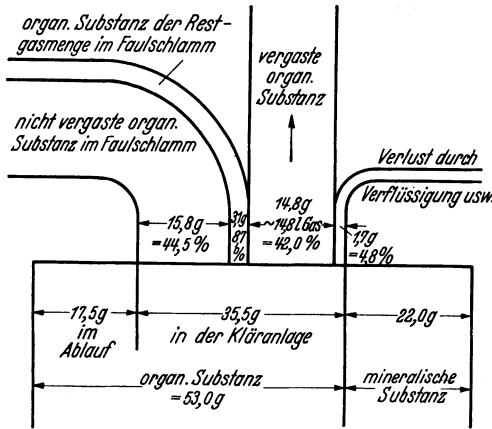 organ. Substanz der Rest-
gasmenge im Faulschlamm
vergaste
organ.
Substanz
nicht vergaste organ.
Substanz im Faulschlamm
Verlust durch
Verflüssigung usw.
15,8g
=44,5%
3,1g
8,7
%
14,8g
~14,8l Gas
=42,0%
1,7g
=4,8%
17,5g
im
Ablauf
35,5g
in der Kläranlage
22,0g
organ. Substanz
=53,0g
mineralische
Substanz